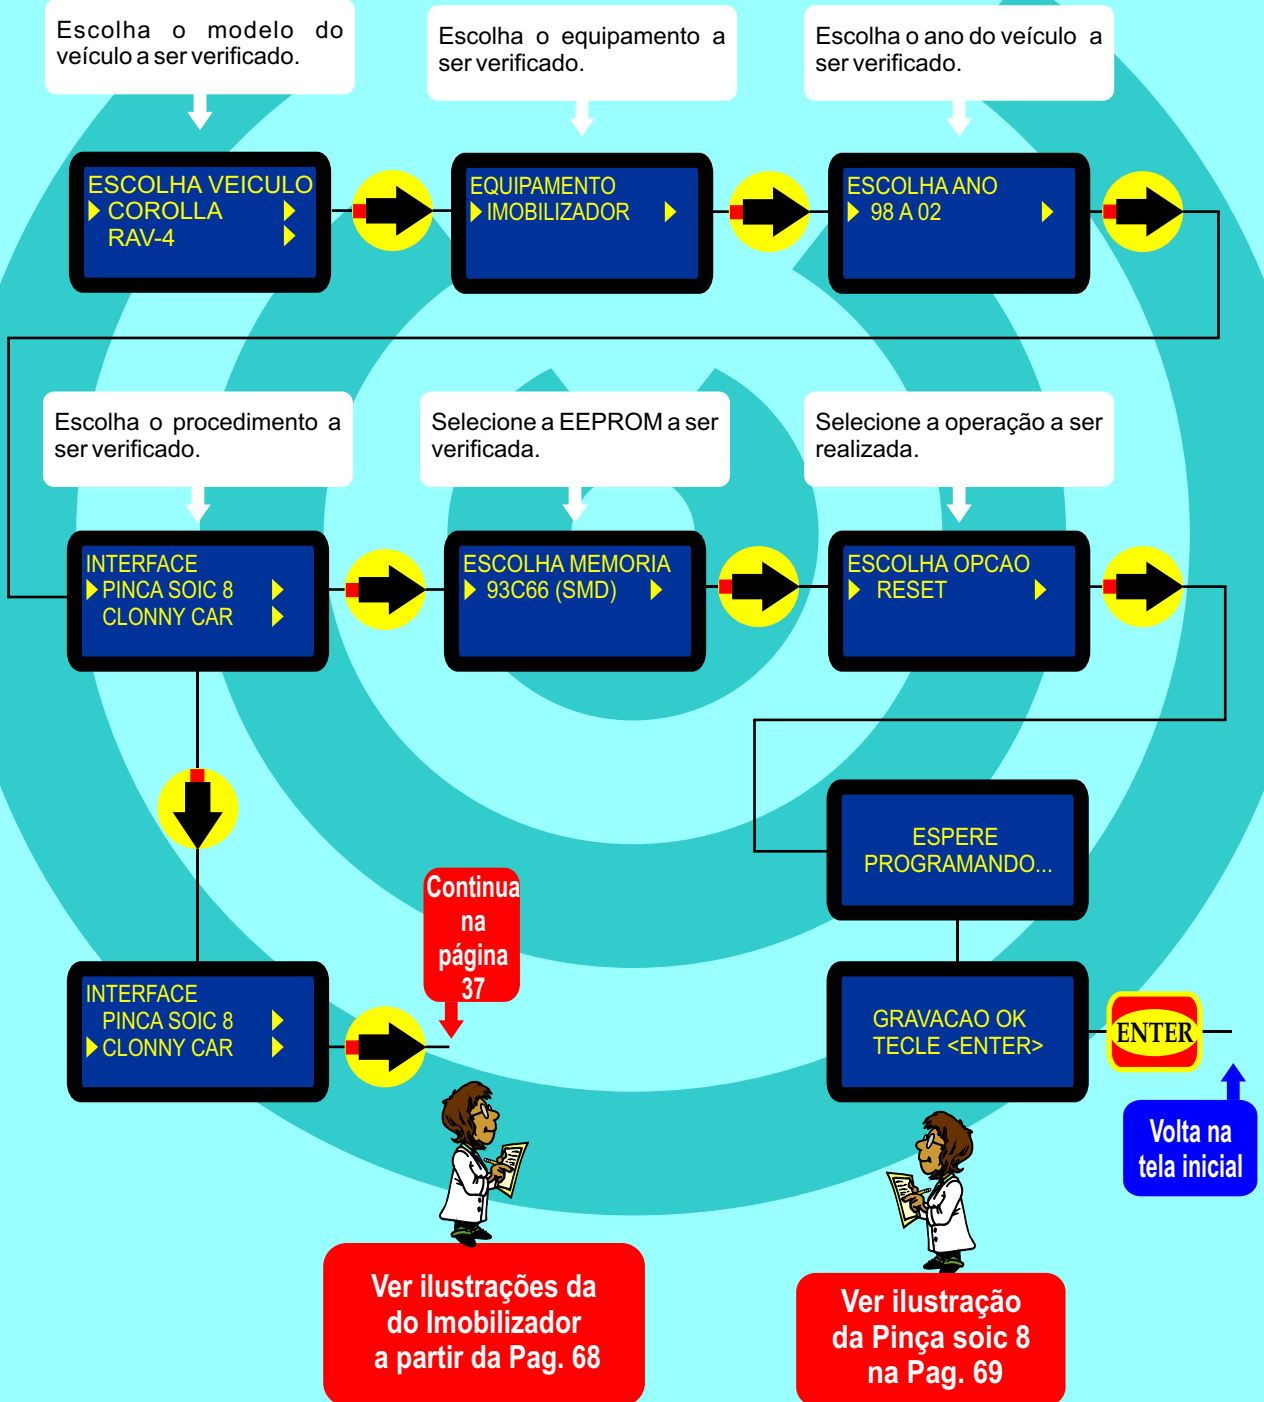 Escolha o modelo do
veículo a ser verificado.
Escolha o equipamento a
ser verificado.
Escolha o ano do veículo a
ser verificado.
ESCOLHA VEICULO
COROLLA
RAV-4
EQUIPAMENTO
IMOBILIZADOR
ESCOLHA ANO
98 A 02
Escolha o procedimento a
ser verificado.
Selecione a EEPROM a ser
verificada.
Selecione a operação a ser
realizada.
INTERFACE
PINCA SOIC 8
CLONNY CAR
ESCOLHA MEMORIA
93C66 (SMD)
ESCOLHA OPCAO
RESET
ESPERE
PROGRAMANDO...
Continua
na
página
37
INTERFACE
PINCA SOIC 8
CLONNY CAR
GRAVACAO OK
TECLE <ENTER>
ENTER
Volta na
tela inicial
Ver ilustrações da
do Imobilizador
a partir da Pag. 68
Ver ilustração
da Pinça soic 8
na Pag. 69